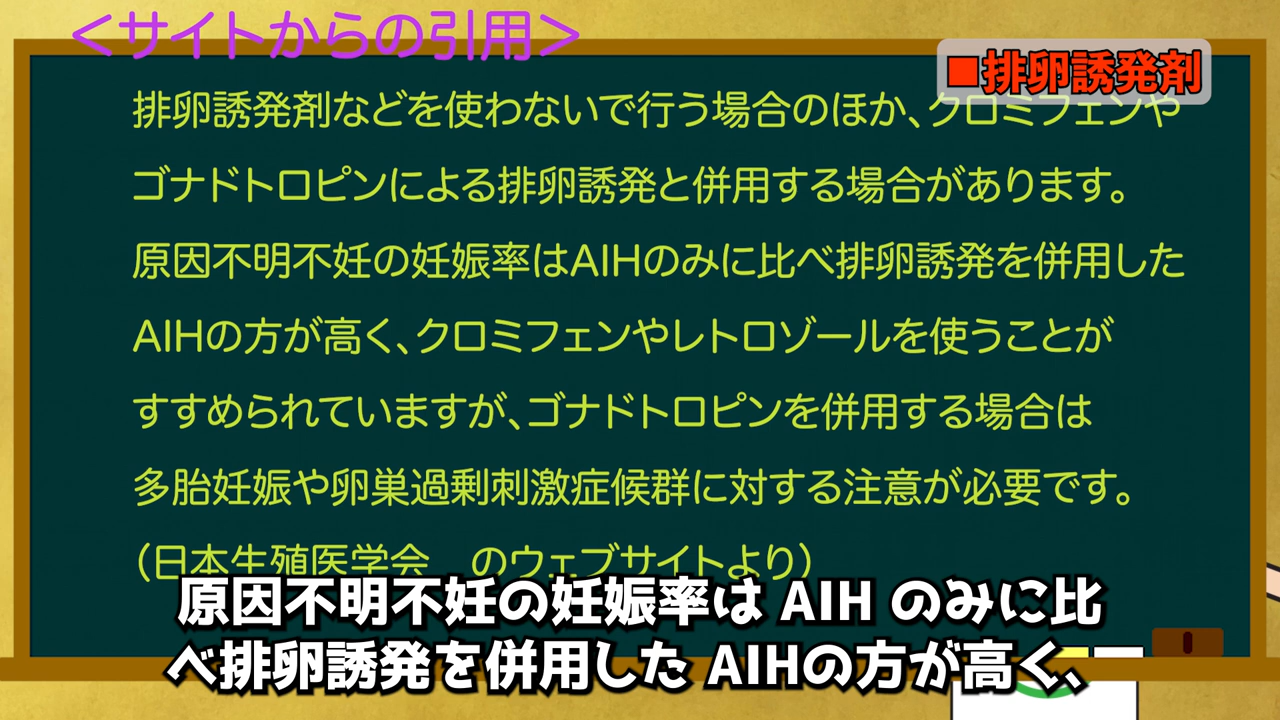 ＜サイトからの引用＞
■排卵誘発剤
排卵誘発剤などを使わないで行う場合のほか、クロミフェンや
ゴナドトロピンによる排卵誘発と併用する場合があります。
原因不明不妊の妊娠率はAIHのみに比べ排卵誘発を併用した
AIHの方が高く、クロミフェンやレトロゾールを使うことが
すすめられていますが、ゴナドトロピンを併用する場合は
多胎妊娠や卵巣過剰刺激症候群に対する注意が必要です。
（日本生殖医学会　のウェブサイトより）
原因不明不妊の妊娠率は AIH のみに比
べ排卵誘発を併用した AIHの方が高く、